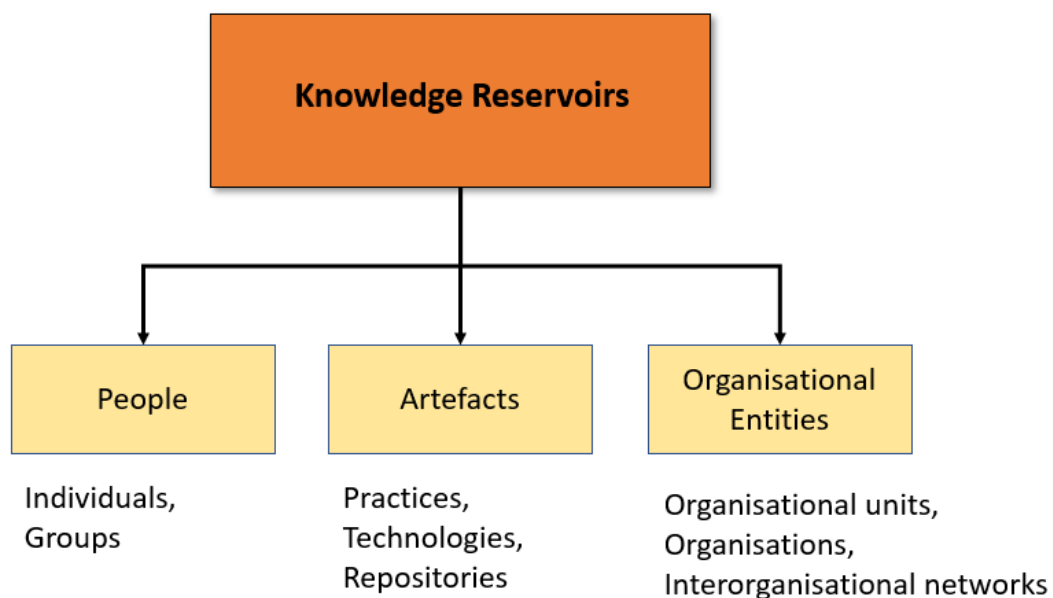 Knowledge Reservoirs
People
Artefacts
Organisational
Entities
Individuals,
Groups
Practices,
Technologies,
Repositories
Organisational units,
Organisations,
Interorganisational networks